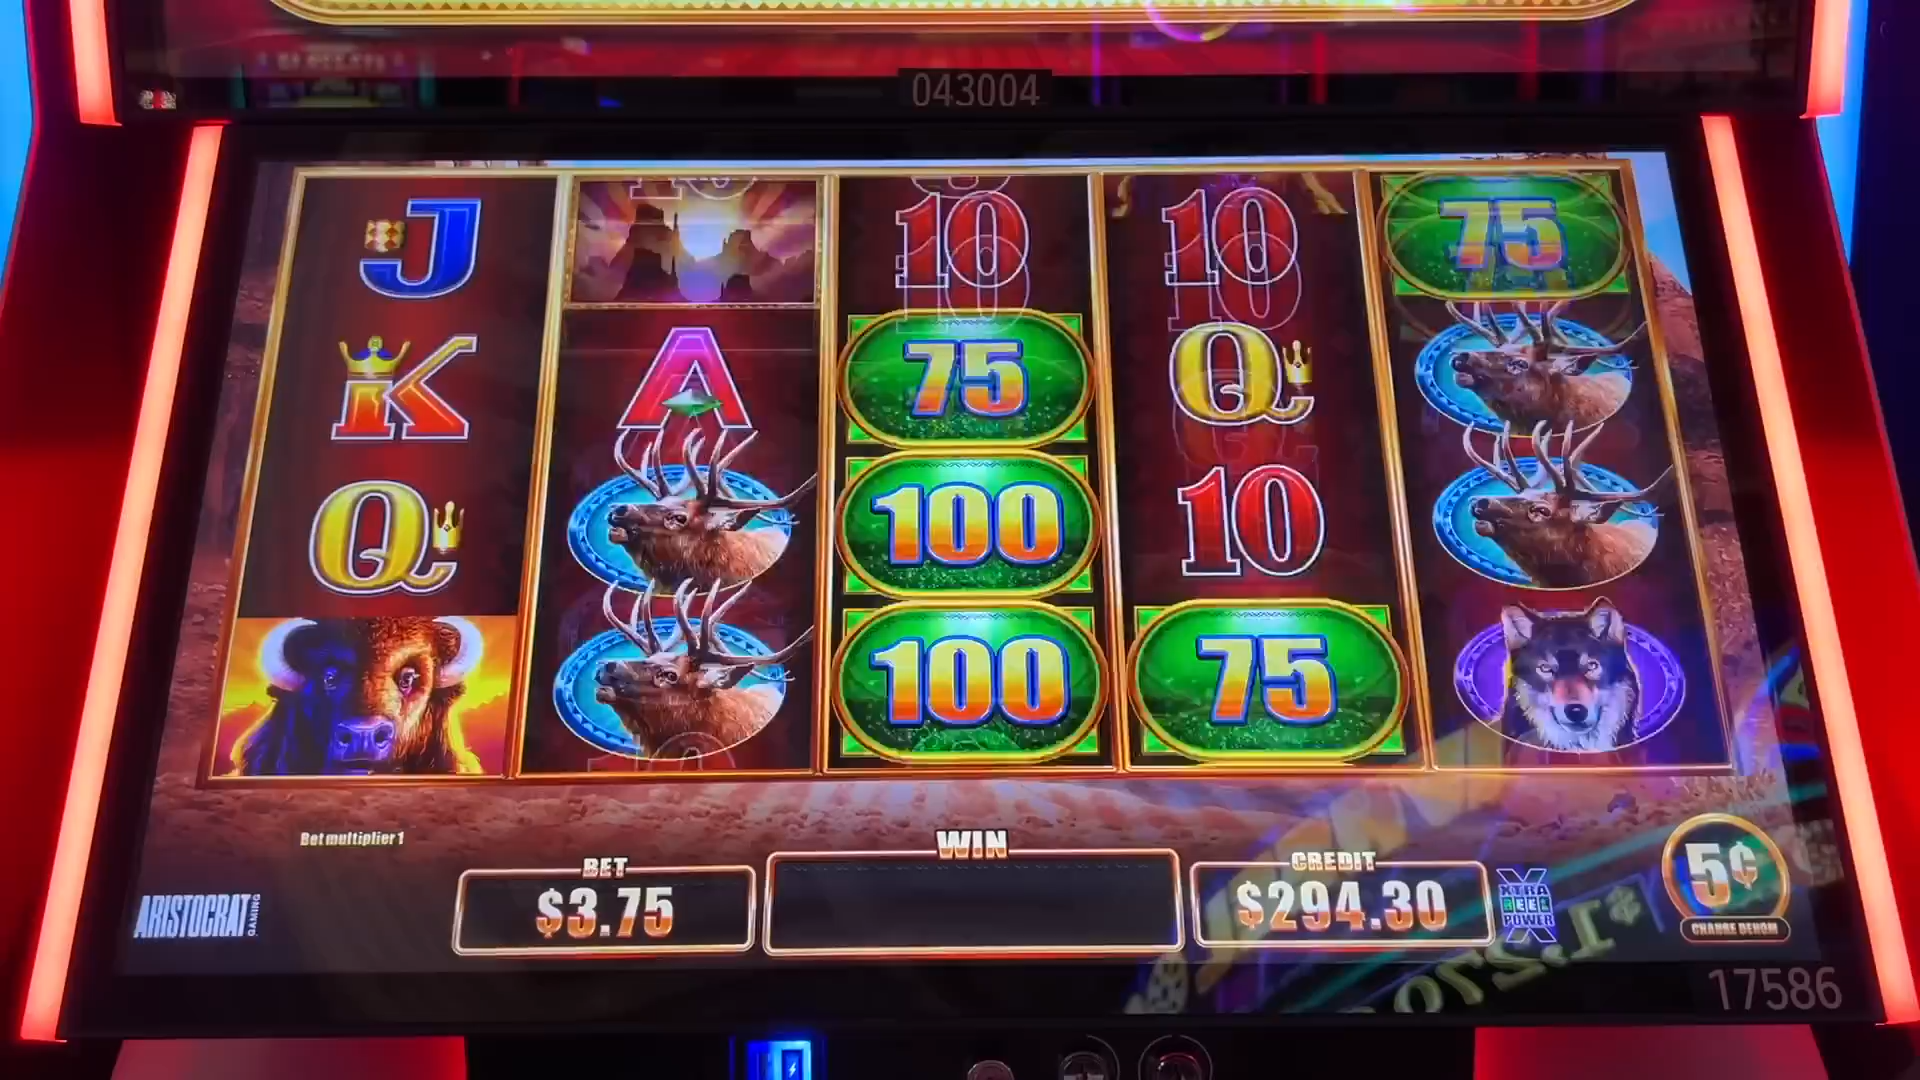 043004
J 10 10 75
K A 75 Q
Q 100 10
100 75
Bet multiplier 1
WIN
BET
CREDIT
$3.75
$294.30
XTRA
REEL
POWER
5¢
CHANGE DENOM
ARISTOCRAT
GAMING
17586